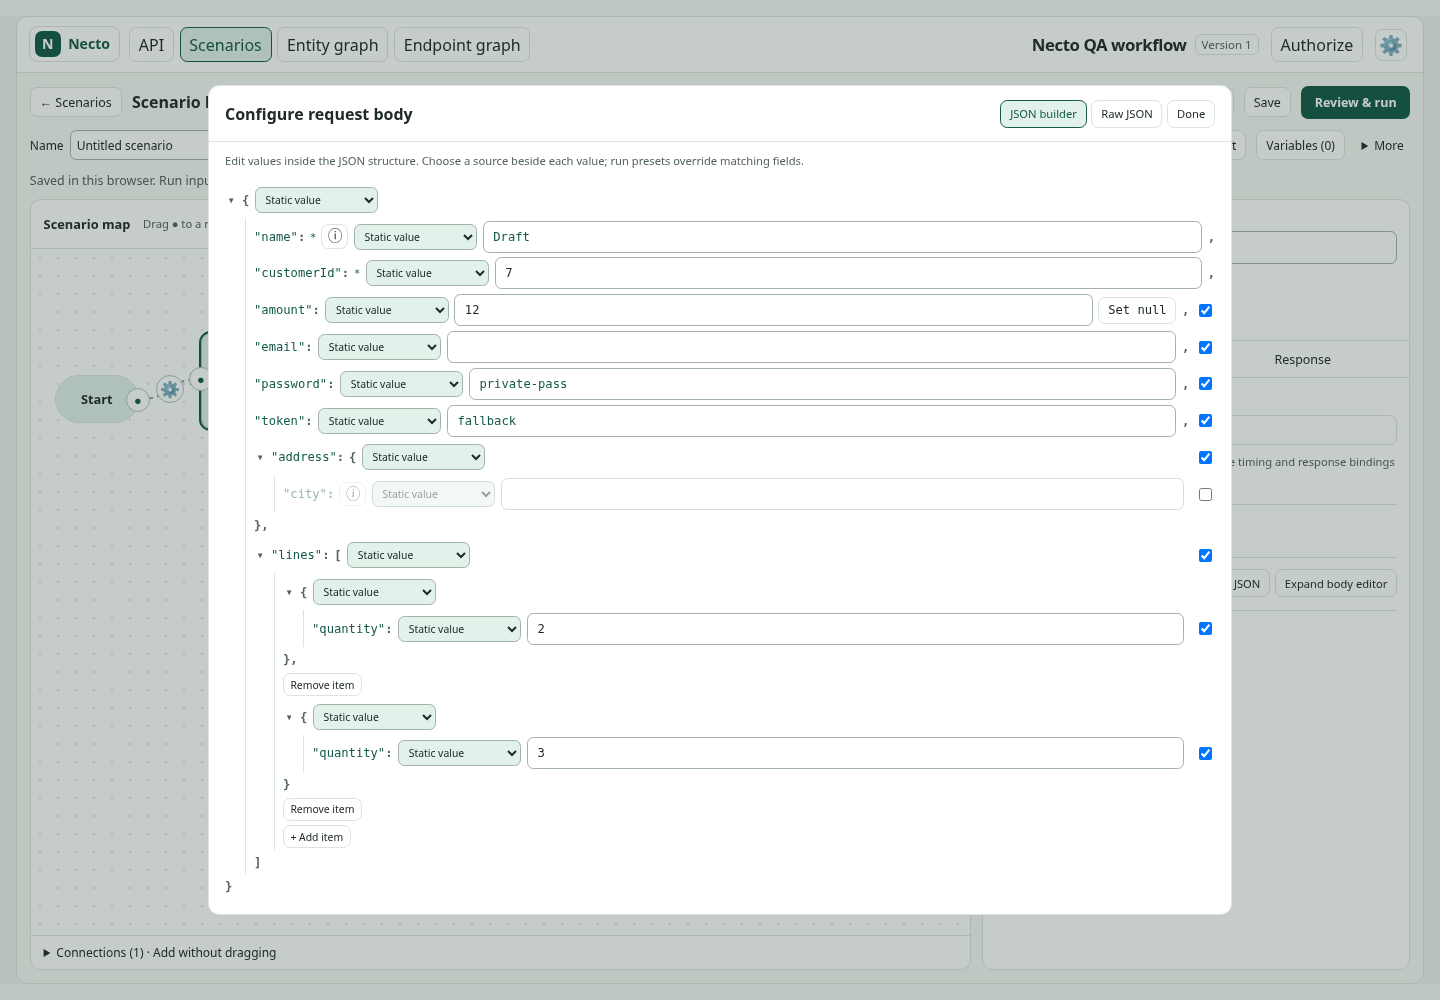 N Necto API Scenarios Entity graph Endpoint graph Necto QA workflow Version 1 Authorize
← Scenarios Scenario Save Review & run
Name Untitled scenario Variables (0) ▶ More
Saved in this browser. Run
Scenario map Drag ● to a
Start
Response
timing and response bindings
JSON Expand body editor
▶ Connections (1) · Add without dragging
Configure request body JSON builder Raw JSON Done
Edit values inside the JSON structure. Choose a source beside each value; run presets override matching fields.
▾ { Static value
"name": * ⓘ Static value Draft ,
"customerId": * Static value 7 ,
"amount": Static value 12 Set null ,
"email": Static value ,
"password": Static value private-pass ,
"token": Static value fallback ,
▾ "address": { Static value
"city": ⓘ Static value
},
▾ "lines": [ Static value
▾ { Static value
"quantity": Static value 2
},
Remove item
▾ { Static value
"quantity": Static value 3
}
Remove item
+ Add item
]
}